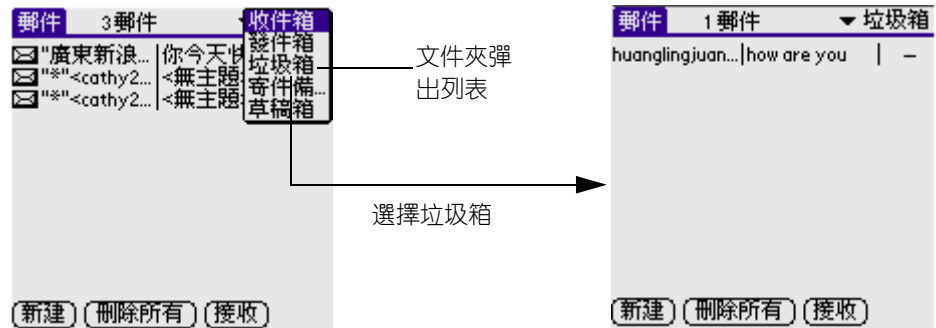 郵件 3郵件
收件箱
發件箱
垃圾箱
寄件備...
草稿箱
"廣東新浪... 你今天快
"*"<cathy2... <無主題>
"*"<cathy2... <無主題>
新建 刪除所有 接收
文件夾彈
出列表
選擇垃圾箱
郵件 1郵件 垃圾箱
huanglingjuan... how are you –
新建 刪除所有 接收